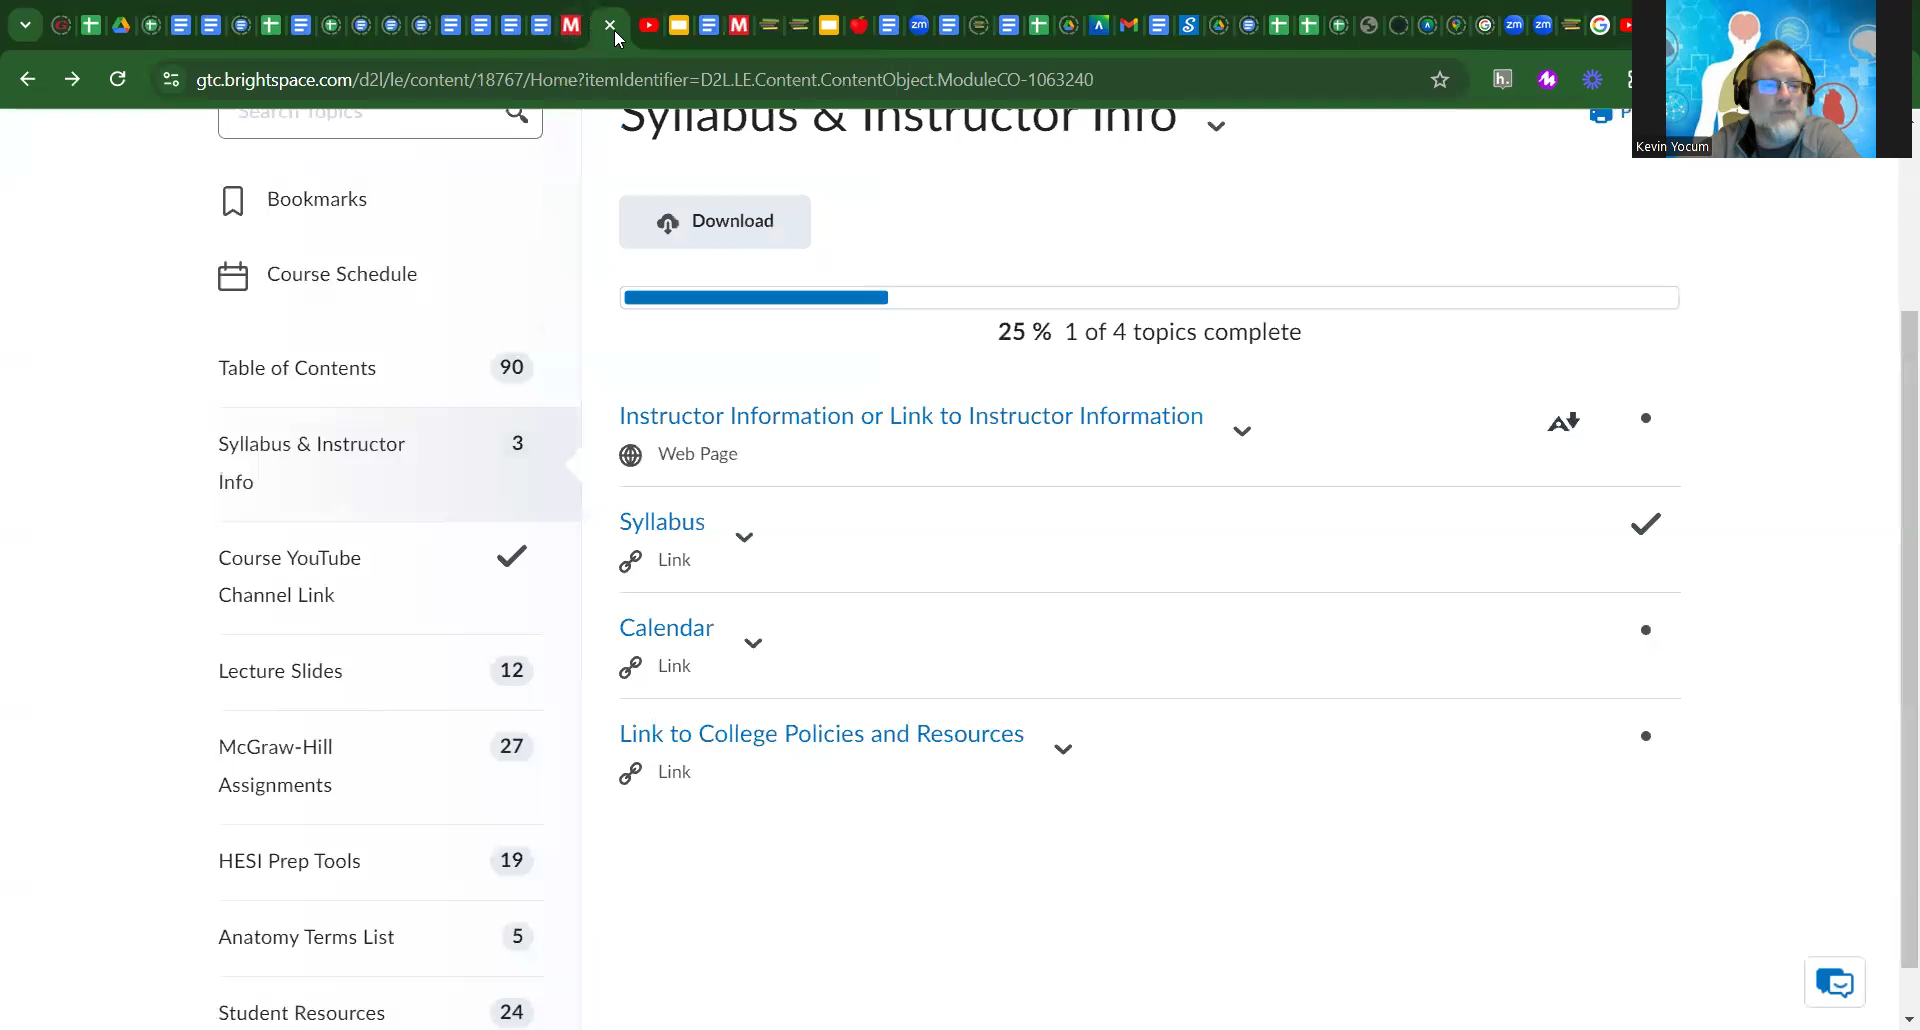 gtc.brightspace.com/d2l/le/content/18767/Home?itemIdentifier=D2L.LE.Content.ContentObject.ModuleCO-1063240
Kevin Yocum
Search Topics
Syllabus & Instructor Info
Bookmarks
Download
Course Schedule
25 % 1 of 4 topics complete
Table of Contents 90
Instructor Information or Link to Instructor Information
Web Page
Syllabus & Instructor 3
Info
Syllabus
Link
Course YouTube
Channel Link
Calendar
Link
Lecture Slides 12
Link to College Policies and Resources
Link
McGraw-Hill 27
Assignments
HESI Prep Tools 19
Anatomy Terms List 5
Student Resources 24